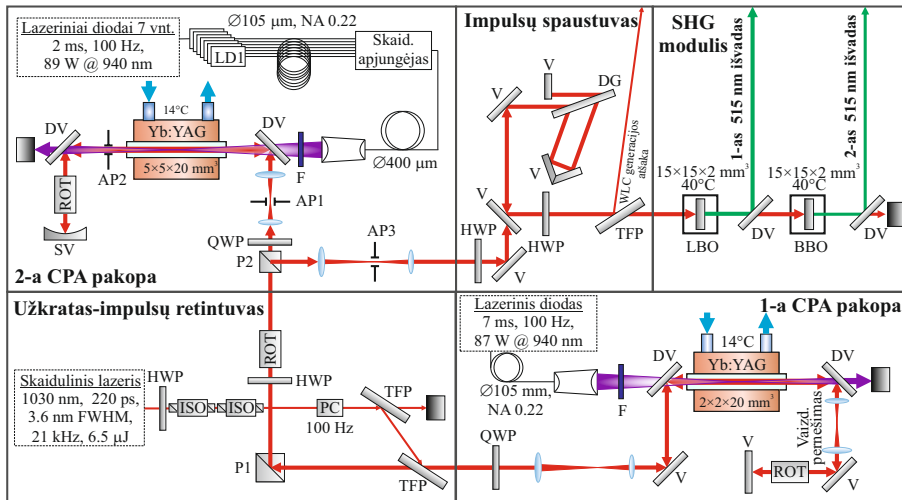 Lazeriniai diodai 7 vnt.
2 ms, 100 Hz,
89 W @ 940 nm
∅105 µm, NA 0.22
LD1
Skaid.
apjungėjas
∅400 µm
14°C
Yb:YAG
5×5×20 mm³
DV
DV
AP2
F
ROT
SV
AP1
QWP
P2
AP3
2-a CPA pakopa
Impulsų spaustuvas
V
DG
V
V
V
HWP
HWP
V
TFP
WLC generacijos
atšaka
SHG
modulis
1-as 515 nm išvadas
2-as 515 nm išvadas
15×15×2 mm³
40°C
LBO
DV
15×15×2 mm³
40°C
BBO
DV
Užkratas-impulsų retintuvas
ROT
HWP
Skaidulinis lazeris
1030 nm, 220 ps,
3.6 nm FWHM,
21 kHz, 6.5 µJ
HWP
ISO
ISO
PC
100 Hz
TFP
TFP
P1
1-a CPA pakopa
Lazerinis diodas
7 ms, 100 Hz,
87 W @ 940 nm
∅105 mm,
NA 0.22
F
DV
14°C
Yb:YAG
2×2×20 mm³
DV
QWP
V
Vaizd.
pernešimas
V
ROT
V